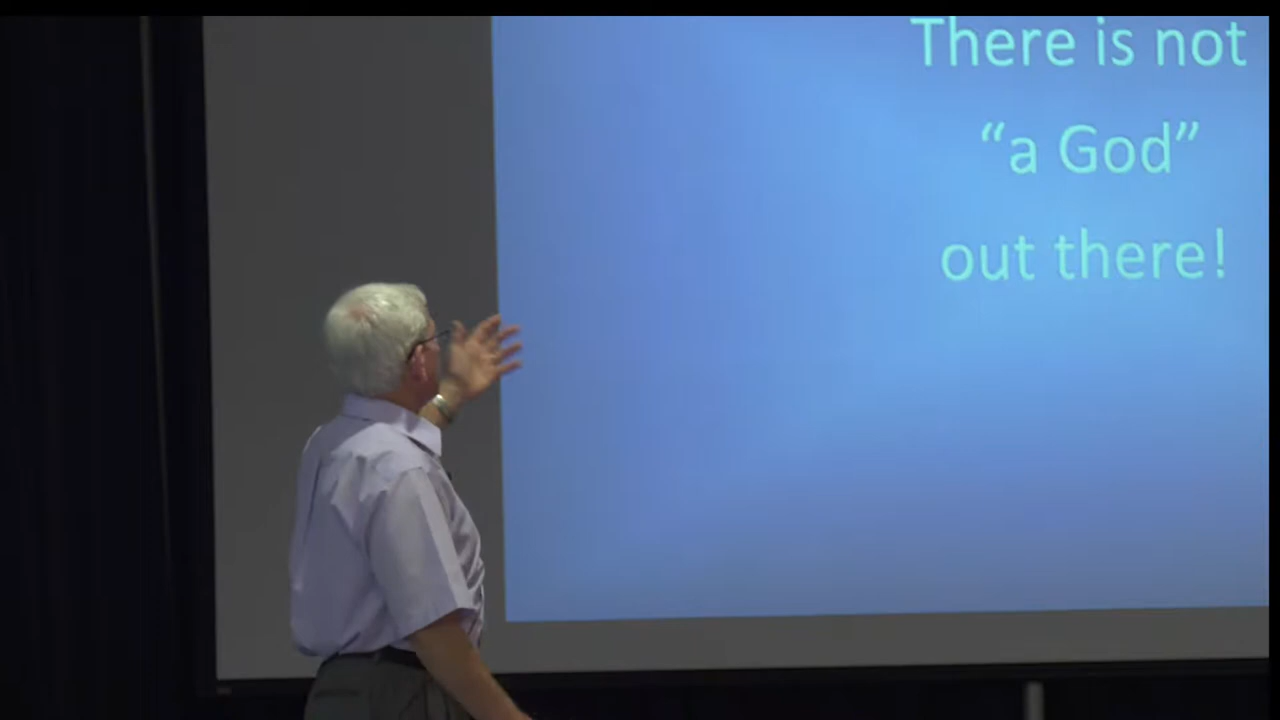 There is not
“a God”
out there!